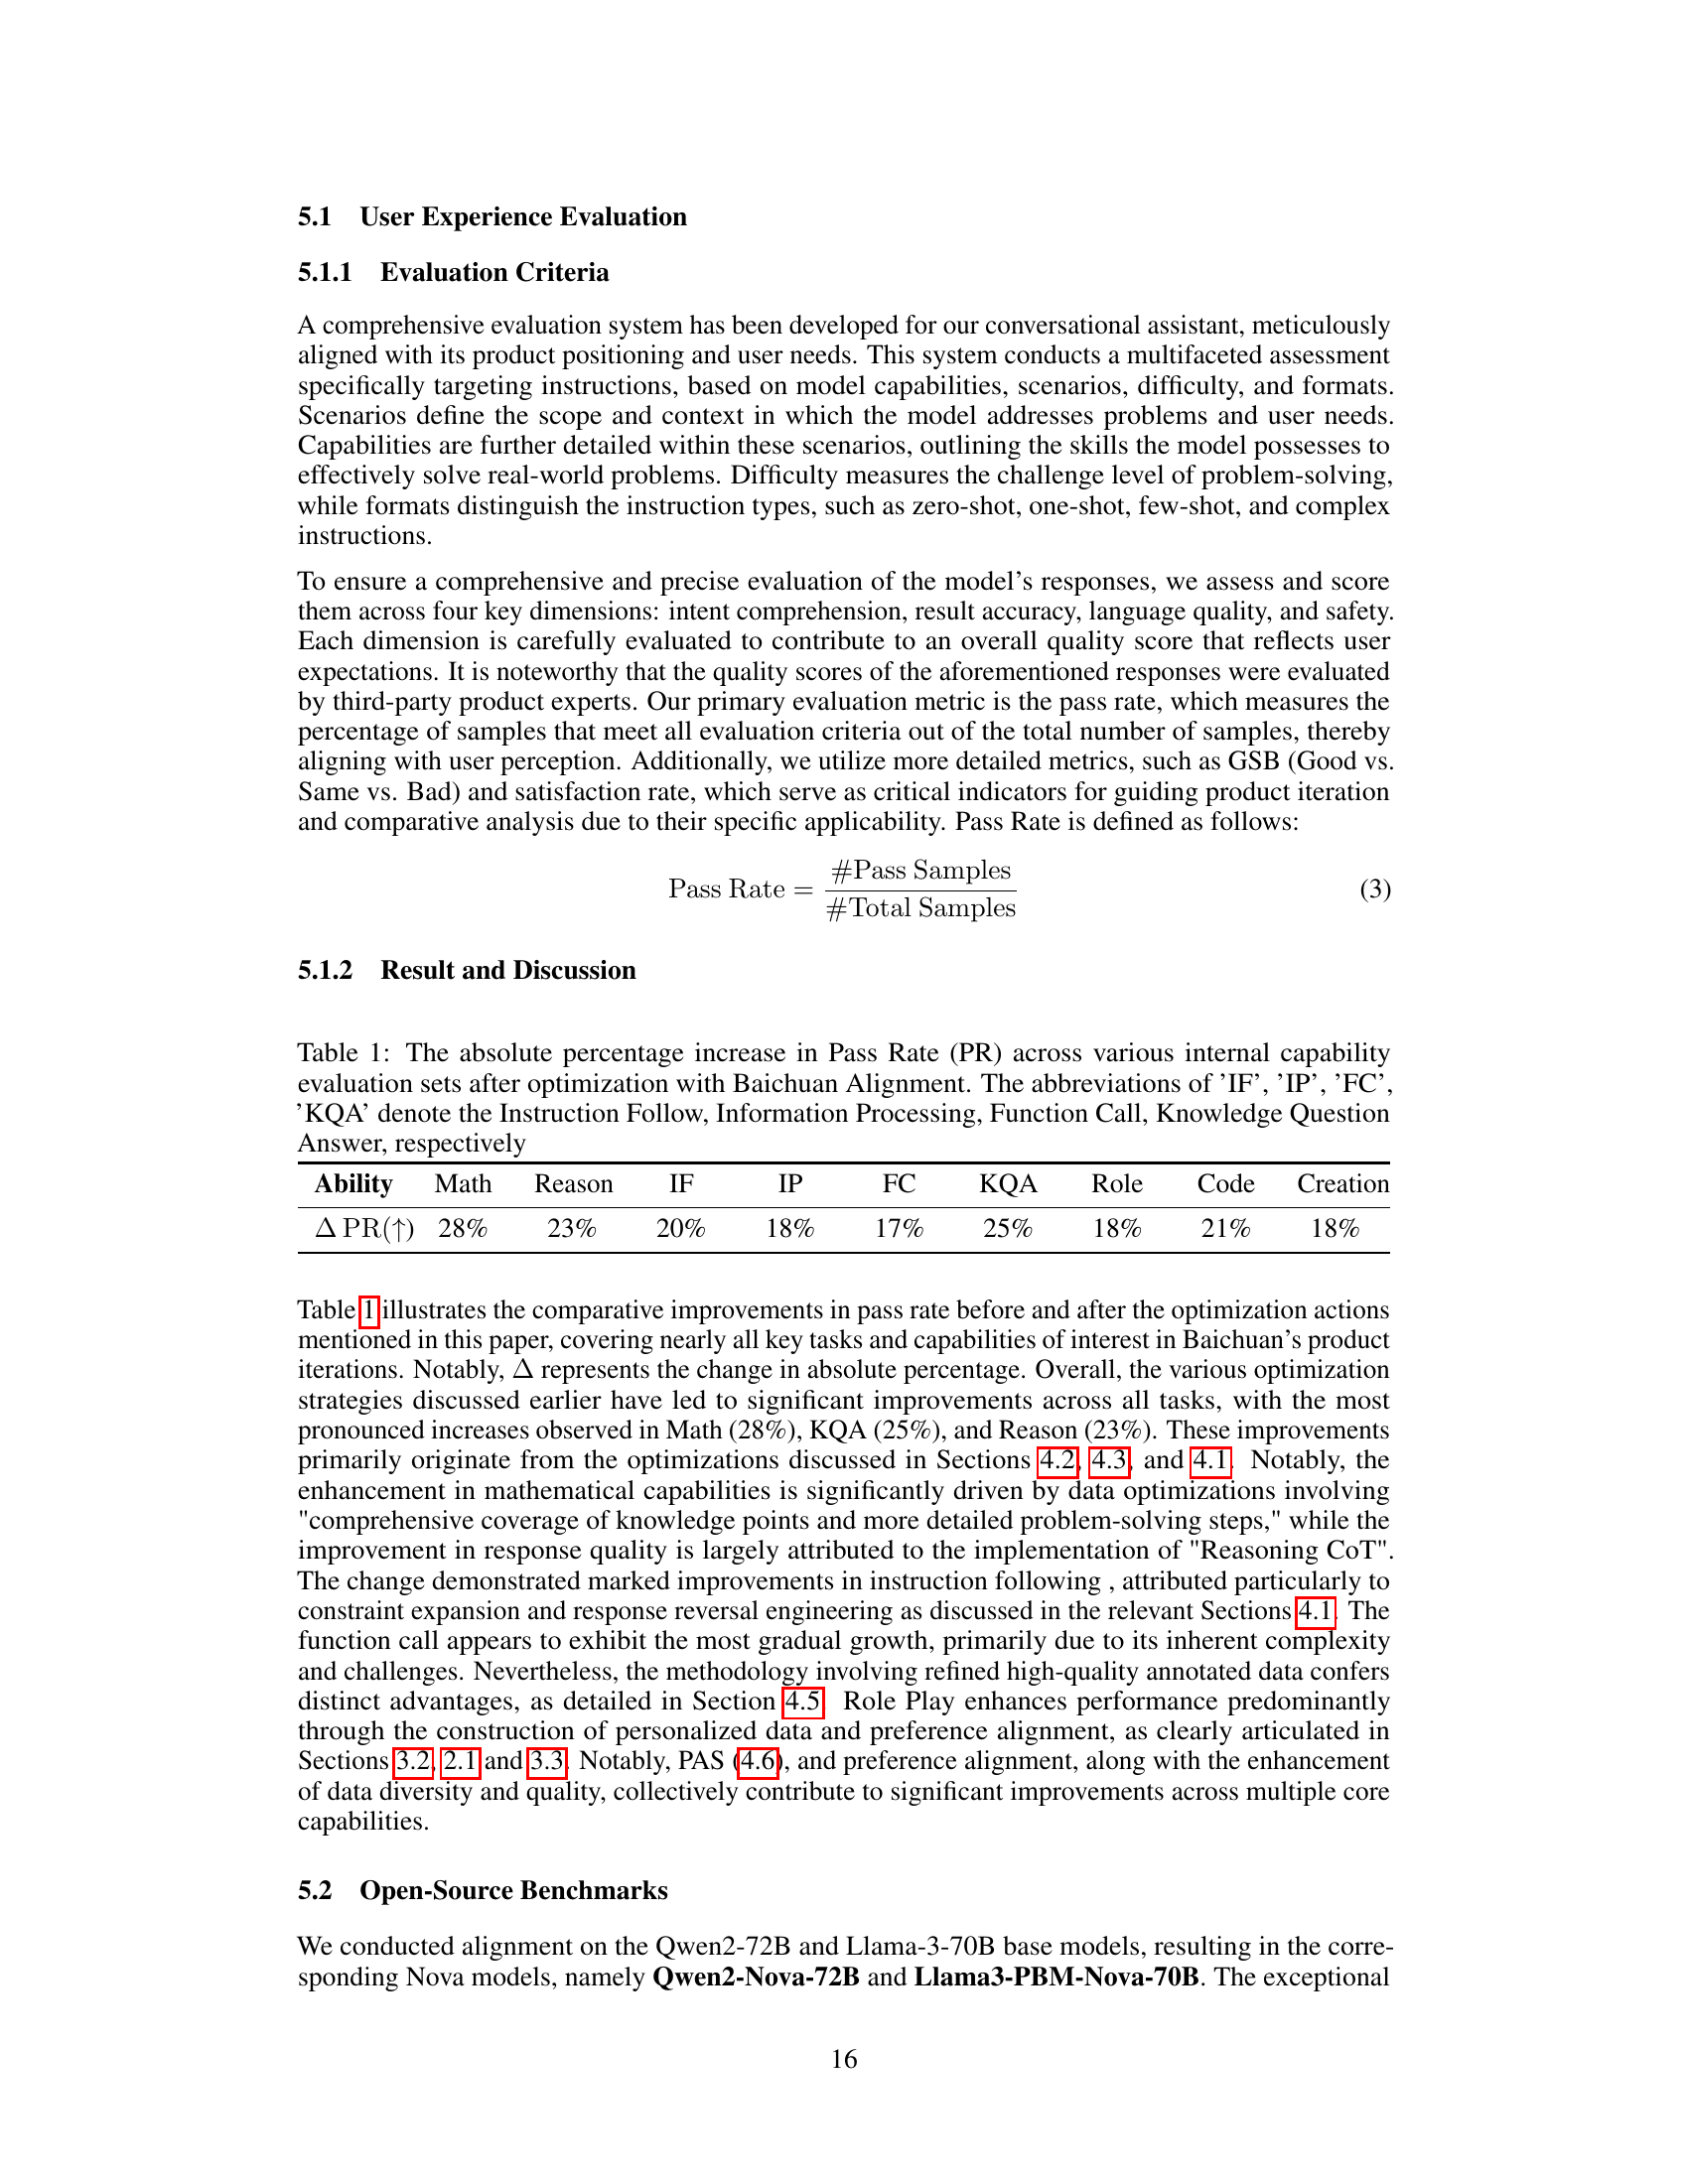 5.1 User Experience Evaluation
5.1.1 Evaluation Criteria
A comprehensive evaluation system has been developed for our conversational assistant, meticulously
aligned with its product positioning and user needs. This system conducts a multifaceted assessment
specifically targeting instructions, based on model capabilities, scenarios, difficulty, and formats.
Scenarios define the scope and context in which the model addresses problems and user needs.
Capabilities are further detailed within these scenarios, outlining the skills the model possesses to
effectively solve real-world problems. Difficulty measures the challenge level of problem-solving,
while formats distinguish the instruction types, such as zero-shot, one-shot, few-shot, and complex
instructions.
To ensure a comprehensive and precise evaluation of the model's responses, we assess and score
them across four key dimensions: intent comprehension, result accuracy, language quality, and safety.
Each dimension is carefully evaluated to contribute to an overall quality score that reflects user
expectations. It is noteworthy that the quality scores of the aforementioned responses were evaluated
by third-party product experts. Our primary evaluation metric is the pass rate, which measures the
percentage of samples that meet all evaluation criteria out of the total number of samples, thereby
aligning with user perception. Additionally, we utilize more detailed metrics, such as GSB (Good vs.
Same vs. Bad) and satisfaction rate, which serve as critical indicators for guiding product iteration
and comparative analysis due to their specific applicability. Pass Rate is defined as follows:
#Pass Samples
Pass Rate = (3)
#Total Samples
5.1.2 Result and Discussion
Table 1: The absolute percentage increase in Pass Rate (PR) across various internal capability
evaluation sets after optimization with Baichuan Alignment. The abbreviations of 'IF', 'IP', 'FC',
'KQA' denote the Instruction Follow, Information Processing, Function Call, Knowledge Question
Answer, respectively
Ability Math Reason IF IP FC KQA Role Code Creation
Δ PR(↑) 28% 23% 20% 18% 17% 25% 18% 21% 18%
Table 1 illustrates the comparative improvements in pass rate before and after the optimization actions
mentioned in this paper, covering nearly all key tasks and capabilities of interest in Baichuan's product
iterations. Notably, Δ represents the change in absolute percentage. Overall, the various optimization
strategies discussed earlier have led to significant improvements across all tasks, with the most
pronounced increases observed in Math (28%), KQA (25%), and Reason (23%). These improvements
primarily originate from the optimizations discussed in Sections 4.2, 4.3, and 4.1. Notably, the
enhancement in mathematical capabilities is significantly driven by data optimizations involving
"comprehensive coverage of knowledge points and more detailed problem-solving steps," while the
improvement in response quality is largely attributed to the implementation of "Reasoning CoT".
The change demonstrated marked improvements in instruction following , attributed particularly to
constraint expansion and response reversal engineering as discussed in the relevant Sections 4.1. The
function call appears to exhibit the most gradual growth, primarily due to its inherent complexity
and challenges. Nevertheless, the methodology involving refined high-quality annotated data confers
distinct advantages, as detailed in Section 4.5. Role Play enhances performance predominantly
through the construction of personalized data and preference alignment, as clearly articulated in
Sections 3.2, 2.1 and 3.3. Notably, PAS (4.6), and preference alignment, along with the enhancement
of data diversity and quality, collectively contribute to significant improvements across multiple core
capabilities.
5.2 Open-Source Benchmarks
We conducted alignment on the Qwen2-72B and Llama-3-70B base models, resulting in the corre-
sponding Nova models, namely Qwen2-Nova-72B and Llama3-PBM-Nova-70B. The exceptional
16